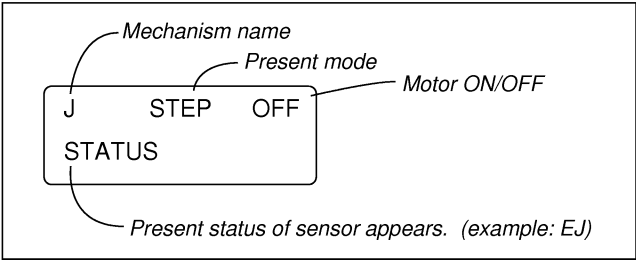 Mechanism name
Present mode
Motor ON/OFF
J STEP OFF
STATUS
Present status of sensor appears. (example: EJ)